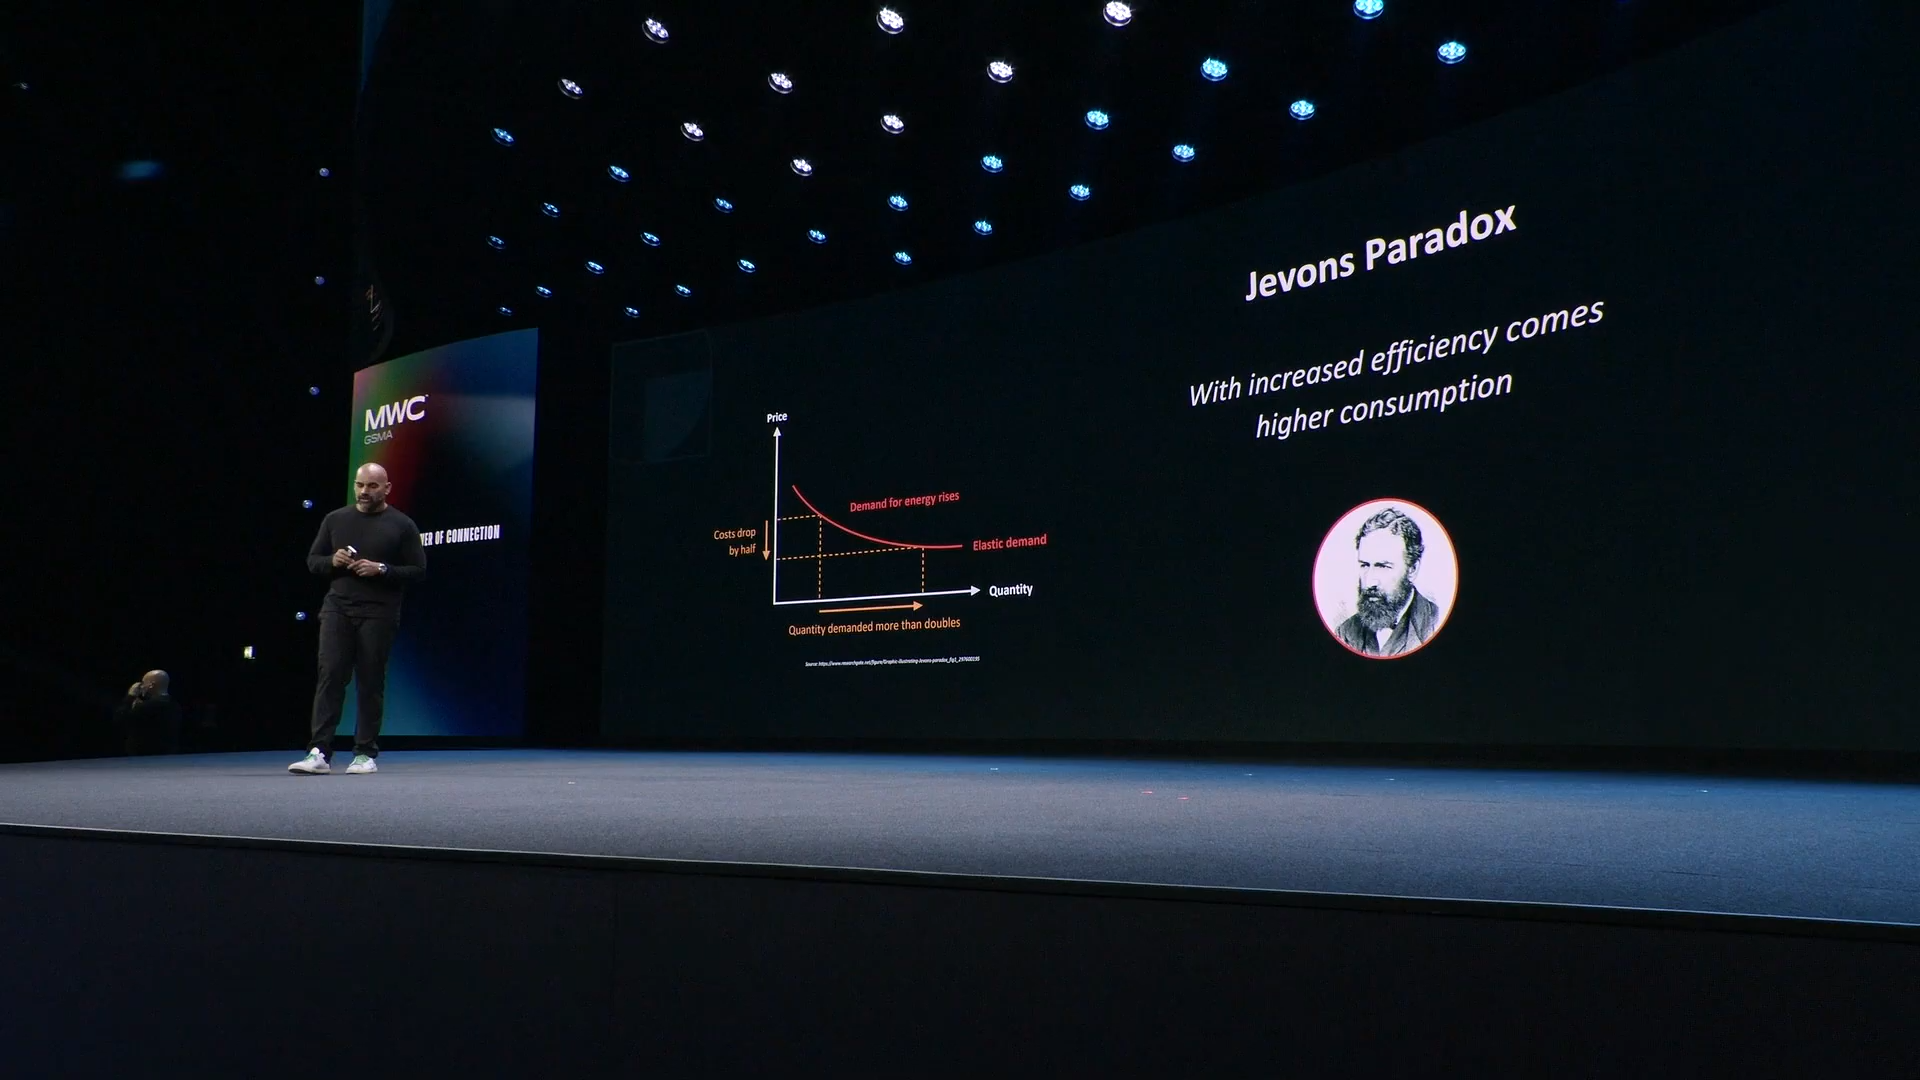 Jevons Paradox
With increased efficiency comes
higher consumption
Price
Demand for energy rises
Costs drop
by half
Elastic demand
Quantity
Quantity demanded more than doubles
MWC
GSMA
OF CONNECTION